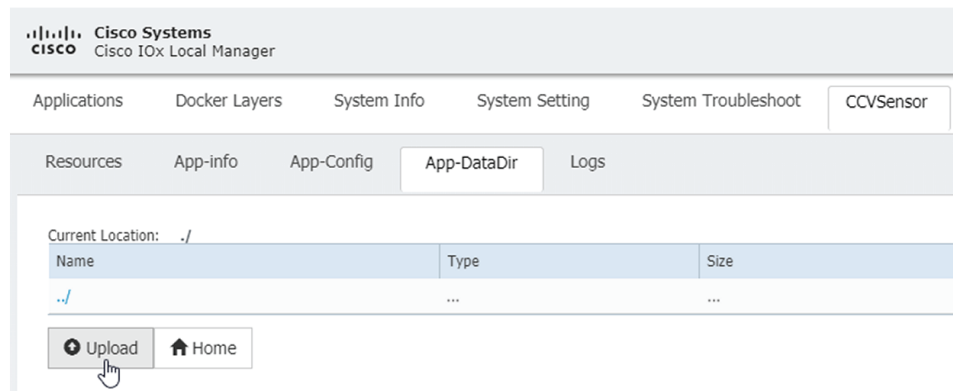 Cisco Systems
CISCO Cisco IOx Local Manager
Applications Docker Layers System Info System Setting System Troubleshoot CCVSensor
Resources App-info App-Config App-DataDir Logs
Current Location: ./
Name Type Size
../ ... ...
Upload Home